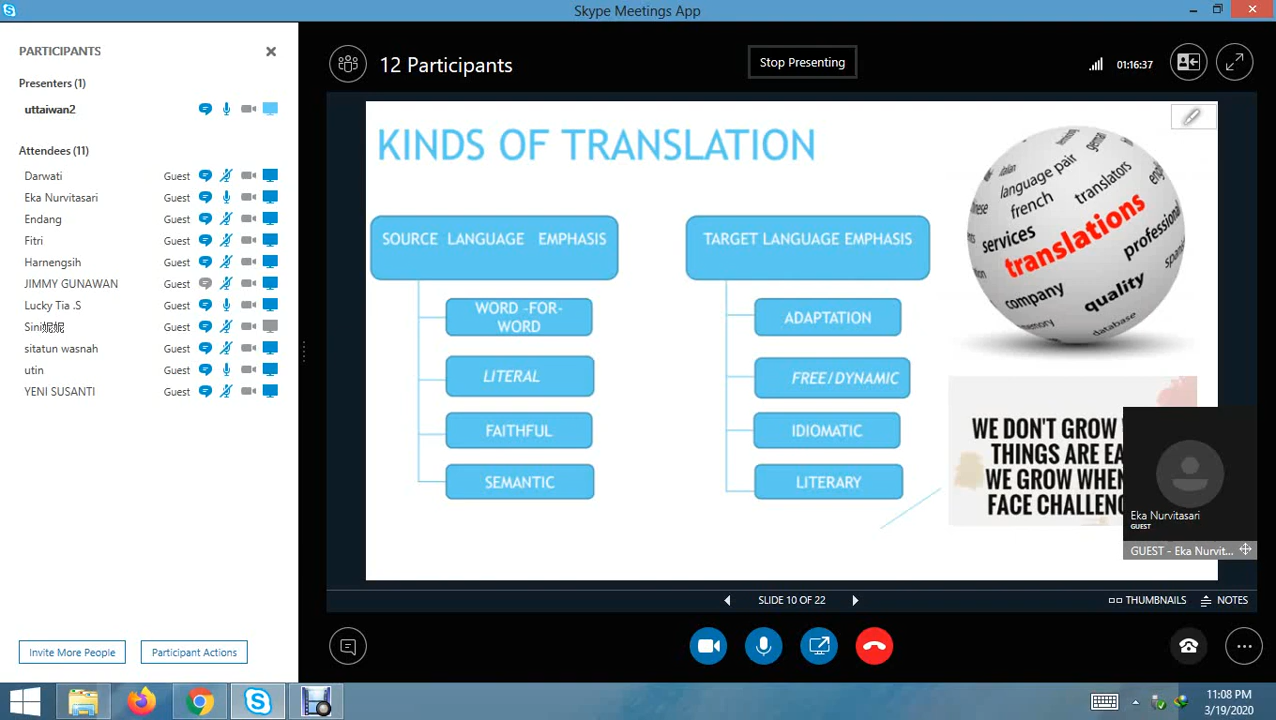 Skype Meetings App
PARTICIPANTS
Presenters (1)
uttaiwan2
Attendees (11)
Darwati Guest
Eka Nurvitasari Guest
Endang Guest
Fitri Guest
Harnengsih Guest
JIMMY GUNAWAN Guest
Lucky Tia .S Guest
Sini妮妮 Guest
sitatun wasnah Guest
utin Guest
YENI SUSANTI Guest
Invite More People
Participant Actions
12 Participants
Stop Presenting
01:16:37
KINDS OF TRANSLATION
SOURCE LANGUAGE EMPHASIS
WORD -FOR-
WORD
LITERAL
FAITHFUL
SEMANTIC
TARGET LANGUAGE EMPHASIS
ADAPTATION
FREE/DYNAMIC
IDIOMATIC
LITERARY
language pair
translators
french
services
translations
professional
company
quality
database
WE DON'T GROW
THINGS ARE
WE GROW WHEN
FACE
Eka Nurvitasari
GUEST
GUEST - Eka Nurvit...
SLIDE 10 OF 22
THUMBNAILS
NOTES
11:08 PM
3/19/2020